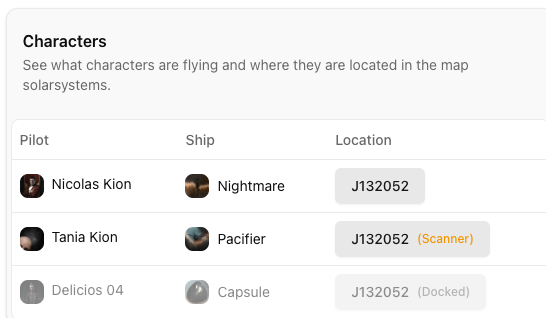 Characters
See what characters are flying and where they are located in the map
solarsystems.
Pilot Ship Location
Nicolas Kion Nightmare J132052
Tania Kion Pacifier J132052 (Scanner)
Delicios 04 Capsule J132052 (Docked)